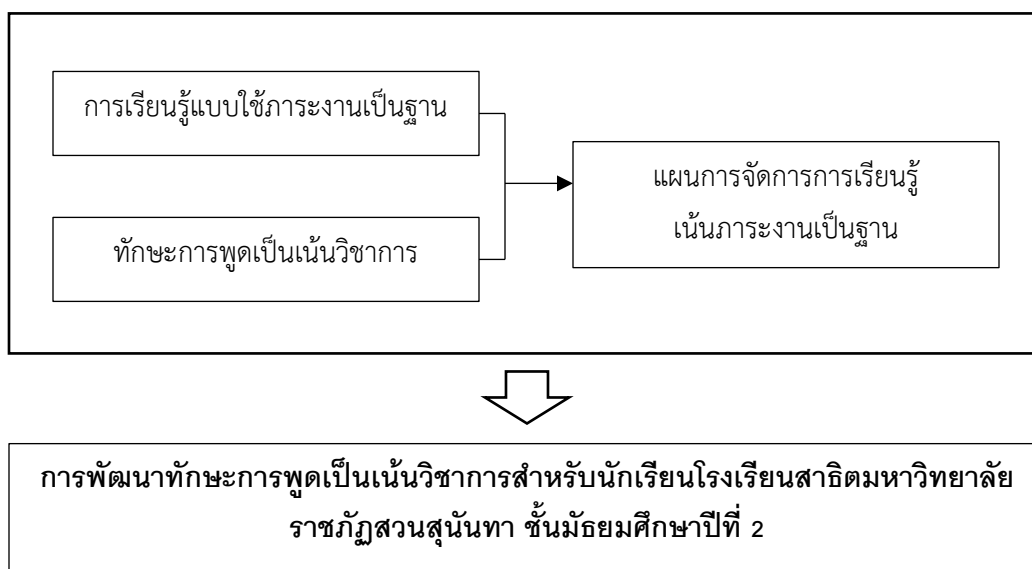 การเรียนรู้แบบใช้ภาระงานเป็นฐาน
ทักษะการพูดเป็นเน้นวิชาการ
แผนการจัดการการเรียนรู้
เน้นภาระงานเป็นฐาน
การพัฒนาทักษะการพูดเป็นเน้นวิชาการสำหรับนักเรียนโรงเรียนสาธิตมหาวิทยาลัย
ราชภัฏสวนสุนันทา ชั้นมัธยมศึกษาปีที่ 2